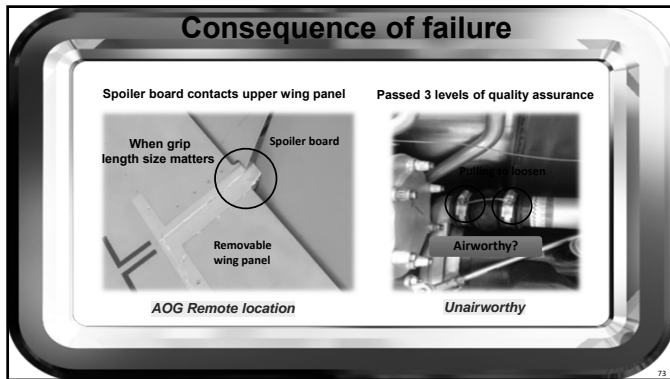 Consequence of failure
Spoiler board contacts upper wing panel
When grip
length size matters
Spoiler board
Removable
wing panel
AOG Remote location
Passed 3 levels of quality assurance
Pulling to loosen
Airworthy?
Unairworthy
73